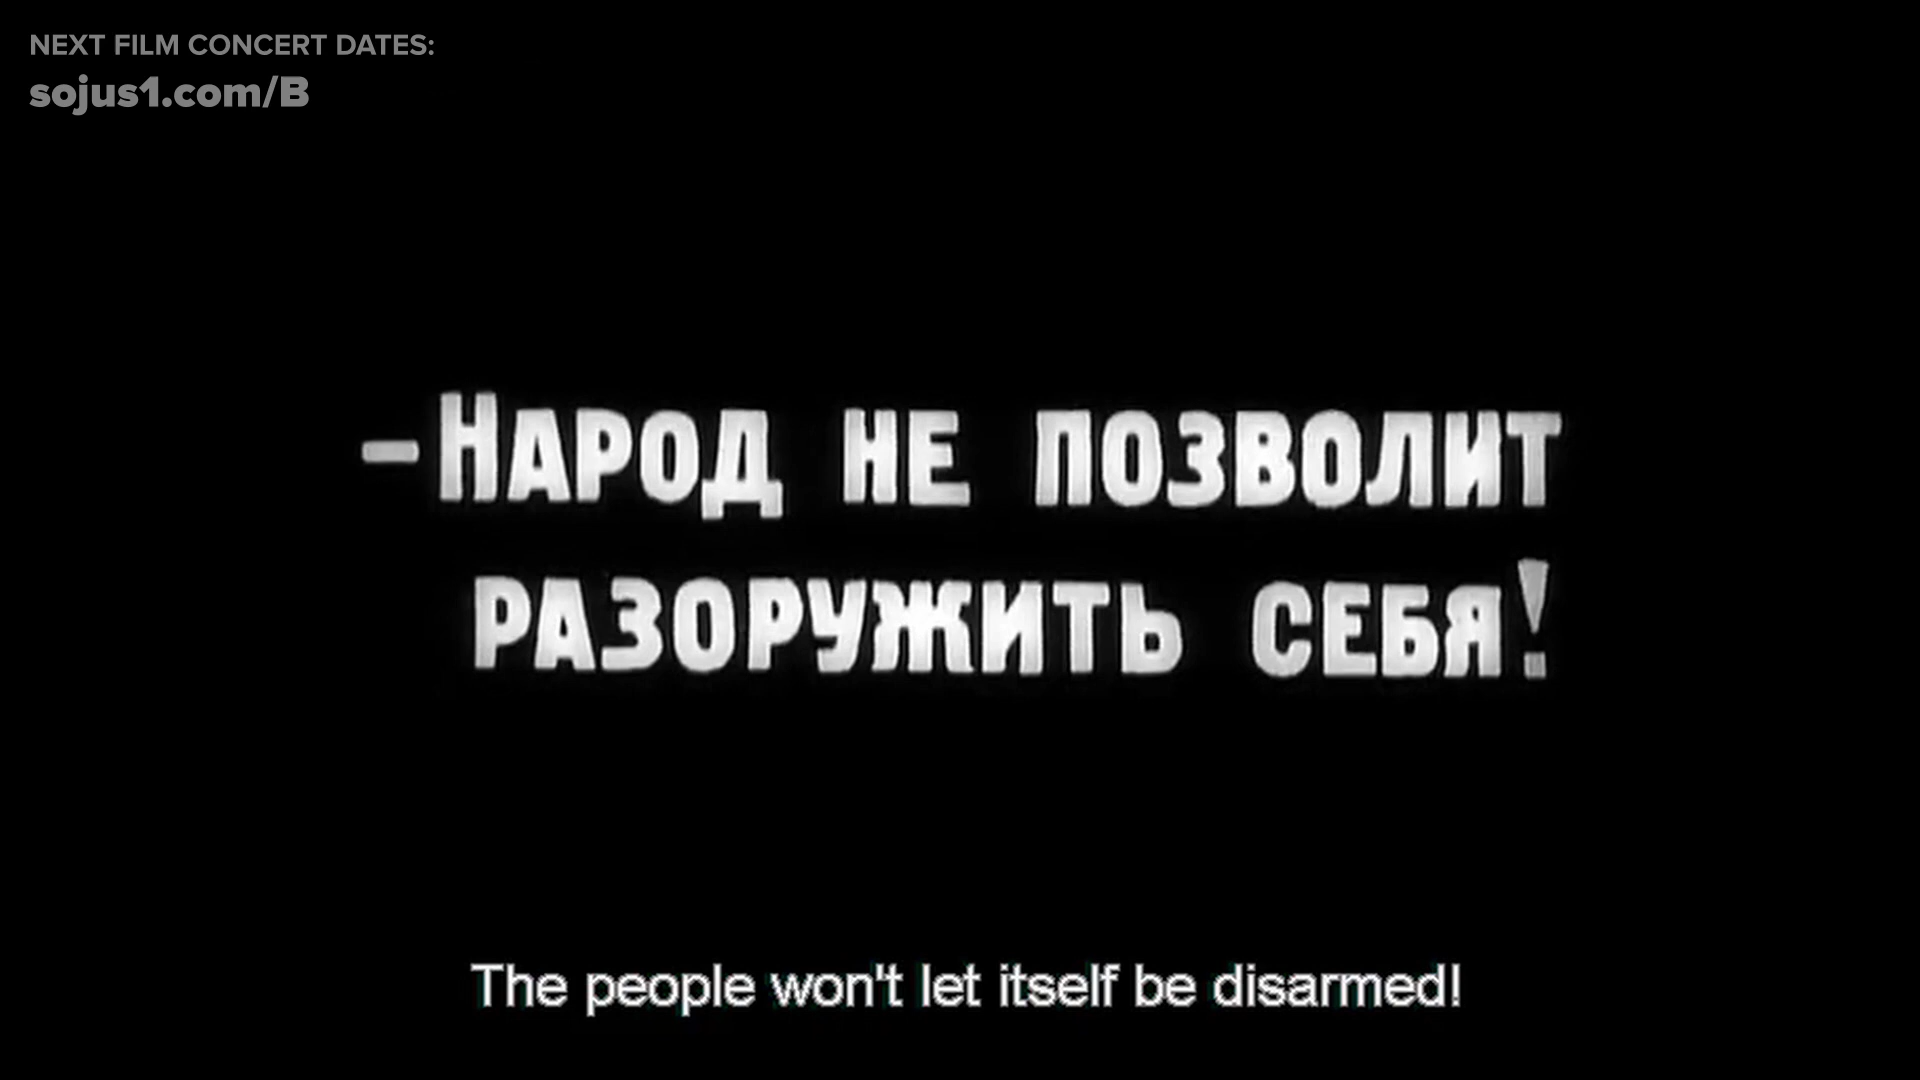 NEXT FILM CONCERT DATES:
sojus1.com/B
–НАРОД НЕ ПОЗВОЛИТ
РАЗОРУЖИТЬ СЕБЯ!
The people won't let itself be disarmed!